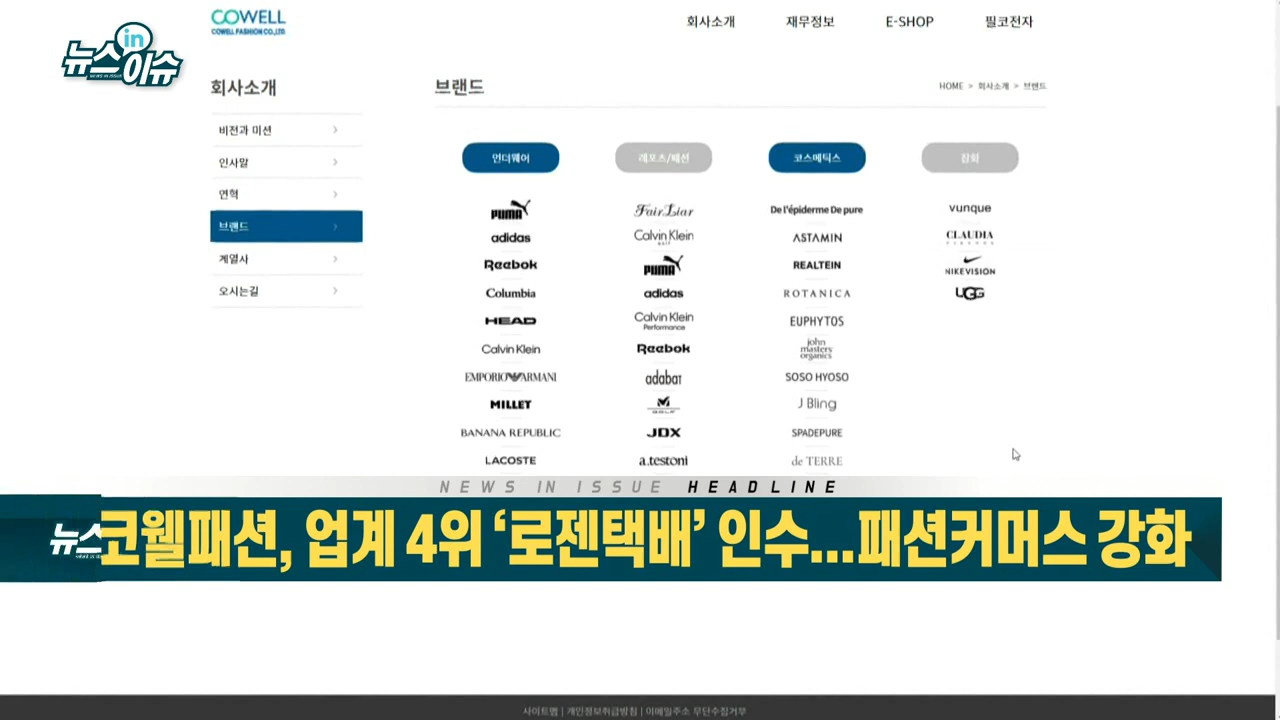 COWELL
COWELL FASHION CO.,LTD
회사소개 재무정보 E-SHOP 필코전자
뉴스in이슈
NEWS IN ISSUE
회사소개
비전과 미션
인사말
연혁
브랜드
계열사
오시는길
브랜드
HOME > 회사소개 > 브랜드
언더웨어 레포츠/패션 코스메틱스 잡화
PUMA Fair Liar De l'épiderme De pure vunque
adidas Calvin Klein GOLF ASTAMIN CLAUDIA
Reebok PUMA REALTEIN NIKEVISION
Columbia adidas ROTANICA UGG
HEAD Calvin Klein Performance EUPHYTOS
Calvin Klein Reebok john masters organics
EMPORIO ARMANI adabat SOSO HYOSO
MILLET GOLF J Bling
BANANA REPUBLIC JDX SPADEPURE
LACOSTE a.testoni de TERRE
NEWS IN ISSUE HEADLINE
뉴스
코웰패션, 업계 4위 ‘로젠택배’ 인수...패션커머스 강화
사이트맵 | 개인정보취급방침 | 이메일주소 무단수집거부